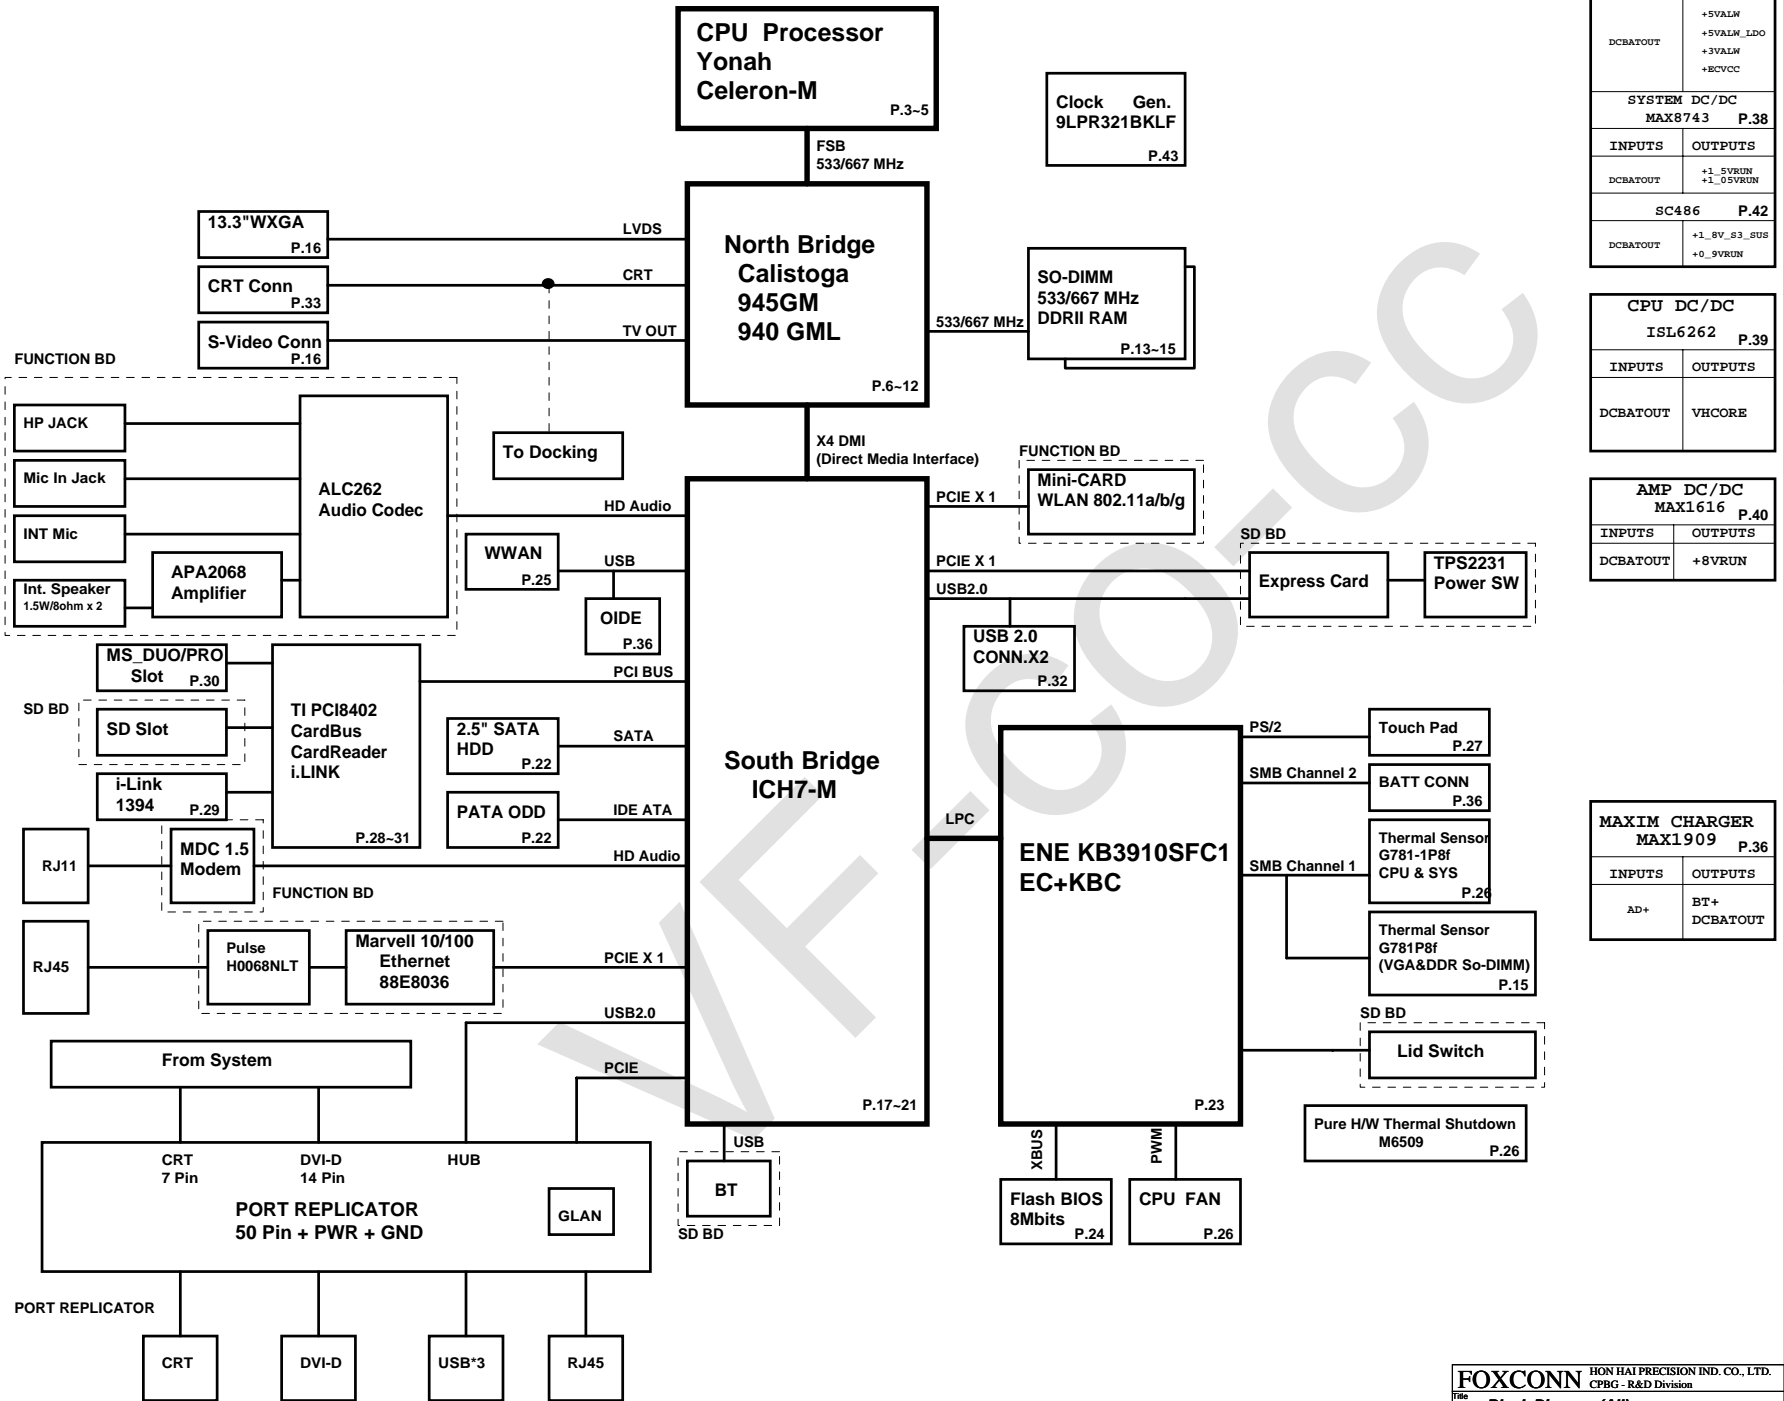 CPU Processor
Yonah
Celeron-M
P.3~5
Clock Gen.
9LPR321BKLF
P.43
FSB
533/667 MHz
13.3"WXGA
P.16
LVDS
CRT Conn
P.33
CRT
S-Video Conn
P.16
TV OUT
North Bridge
Calistoga
945GM
940 GML
P.6~12
533/667 MHz
SO-DIMM
533/667 MHz
DDRII RAM
P.13~15
FUNCTION BD
HP JACK
Mic In Jack
INT Mic
Int. Speaker
1.5W/8ohm x 2
APA2068
Amplifier
ALC262
Audio Codec
To Docking
X4 DMI
(Direct Media Interface)
HD Audio
WWAN
P.25
USB
OIDE
P.36
FUNCTION BD
PCIE X 1
Mini-CARD
WLAN 802.11a/b/g
SD BD
PCIE X 1
USB2.0
Express Card
TPS2231
Power SW
USB 2.0
CONN.X2
P.32
MS_DUO/PRO
Slot
P.30
SD BD
SD Slot
i-Link
1394
P.29
TI PCI8402
CardBus
CardReader
i.LINK
P.28~31
PCI BUS
2.5" SATA
HDD
P.22
SATA
PATA ODD
P.22
IDE ATA
South Bridge
ICH7-M
P.17~21
RJ11
MDC 1.5
Modem
FUNCTION BD
HD Audio
RJ45
Pulse
H0068NLT
Marvell 10/100
Ethernet
88E8036
PCIE X 1
USB2.0
PCIE
LPC
ENE KB3910SFC1
EC+KBC
P.23
PS/2
Touch Pad
P.27
SMB Channel 2
BATT CONN
P.36
SMB Channel 1
Thermal Sensor
G781-1P8f
CPU & SYS
P.26
Thermal Sensor
G781P8f
(VGA&DDR So-DIMM)
P.15
SD BD
Lid Switch
Pure H/W Thermal Shutdown
M6509
P.26
XBUS
PWM
Flash BIOS
8Mbits
P.24
CPU FAN
P.26
USB
BT
SD BD
From System
CRT
7 Pin
DVI-D
14 Pin
HUB
PORT REPLICATOR
50 Pin + PWR + GND
GLAN
PORT REPLICATOR
CRT
DVI-D
USB*3
RJ45
DCBATOUT
+5VALW
+5VALW_LDO
+3VALW
+ECVCC
SYSTEM DC/DC
MAX8743 P.38
INPUTS OUTPUTS
DCBATOUT
+1_5VRUN
+1_05VRUN
SC486 P.42
DCBATOUT
+1_8V_S3_SUS
+0_9VRUN
CPU DC/DC
ISL6262 P.39
INPUTS OUTPUTS
DCBATOUT VHCORE
AMP DC/DC
MAX1616 P.40
INPUTS OUTPUTS
DCBATOUT +8VRUN
MAXIM CHARGER
MAX1909 P.36
INPUTS OUTPUTS
AD+
BT+
DCBATOUT
VF-CO-CC
FOXCONN HON HAI PRECISION IND. CO., LTD.
CPBG - R&D Division
Title